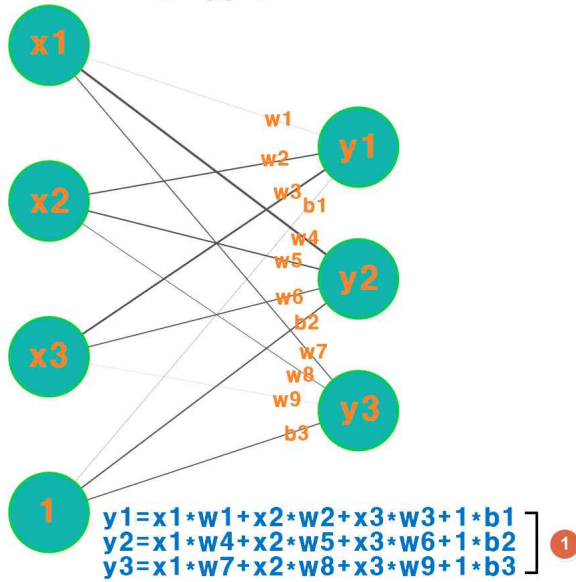 x1
w1
y1
w2
x2
w3
b1
w4
w5
y2
w6
b2
x3
w7
w8
w9
y3
b3
1
y1=x1*w1+x2*w2+x3*w3+1*b1
y2=x1*w4+x2*w5+x3*w6+1*b2
y3=x1*w7+x2*w8+x3*w9+1*b3
1